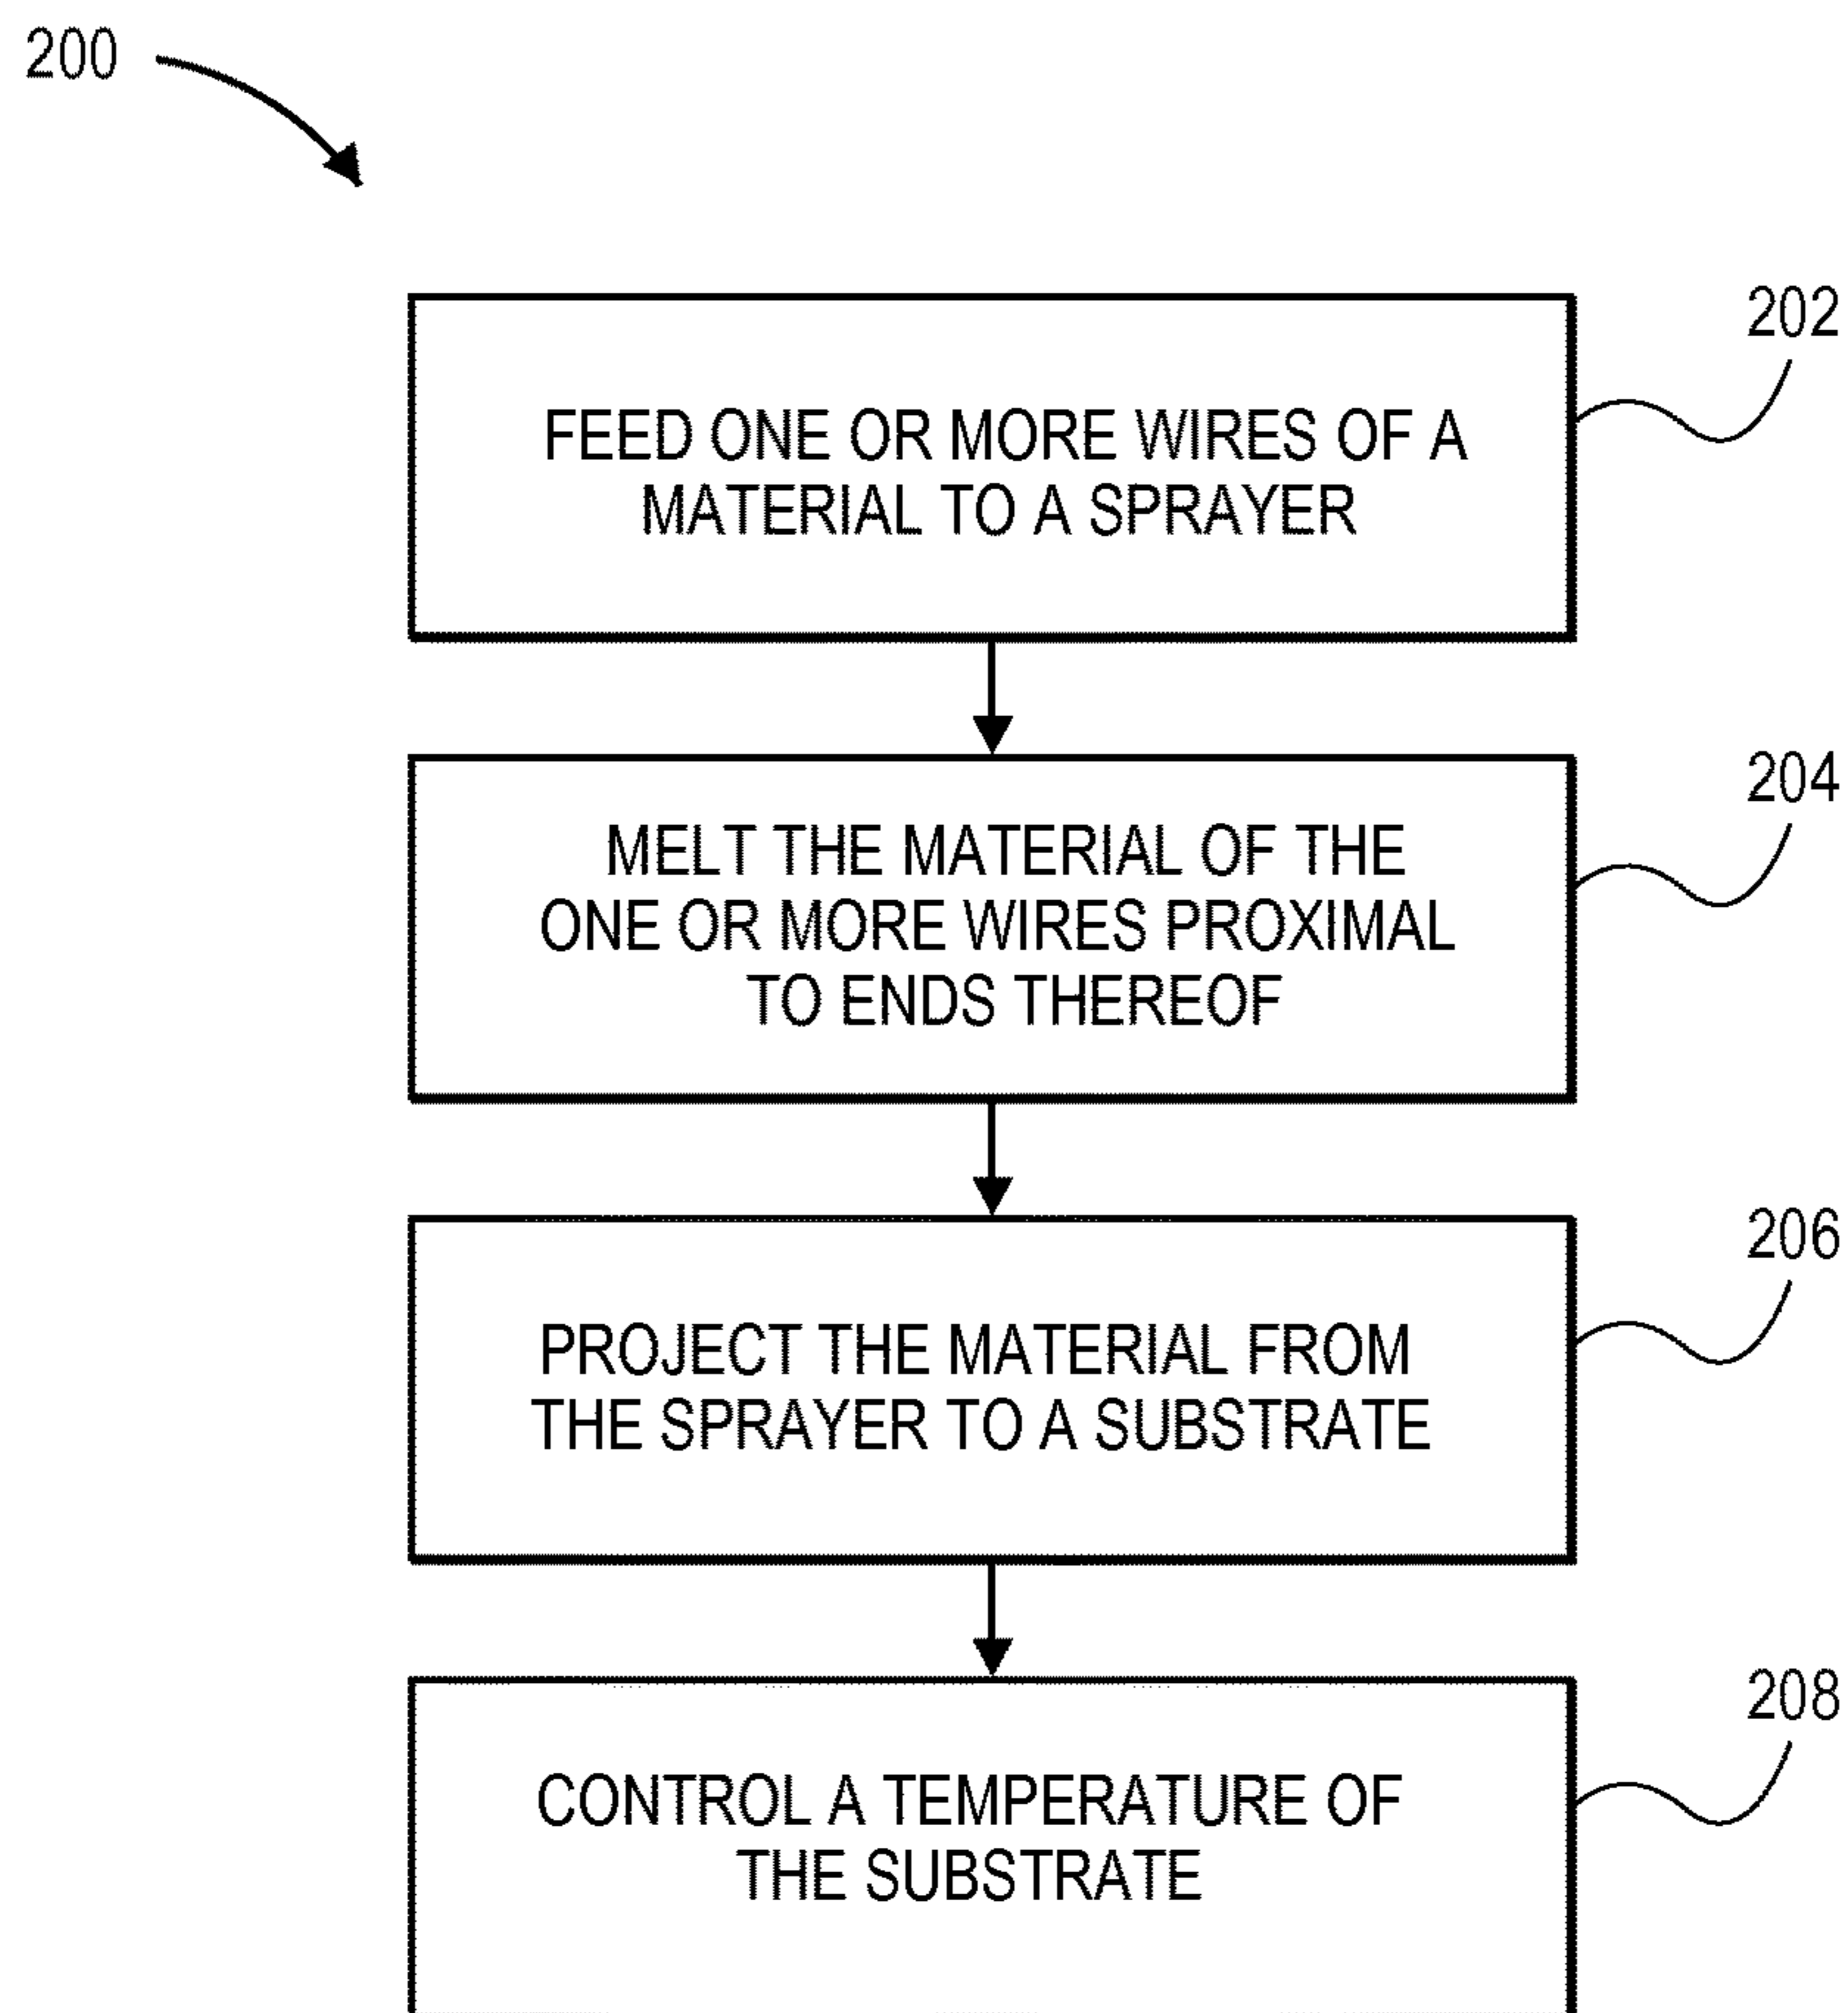 200
202
FEED ONE OR MORE WIRES OF A
MATERIAL TO A SPRAYER
204
MELT THE MATERIAL OF THE
ONE OR MORE WIRES PROXIMAL
TO ENDS THEREOF
206
PROJECT THE MATERIAL FROM
THE SPRAYER TO A SUBSTRATE
208
CONTROL A TEMPERATURE OF
THE SUBSTRATE